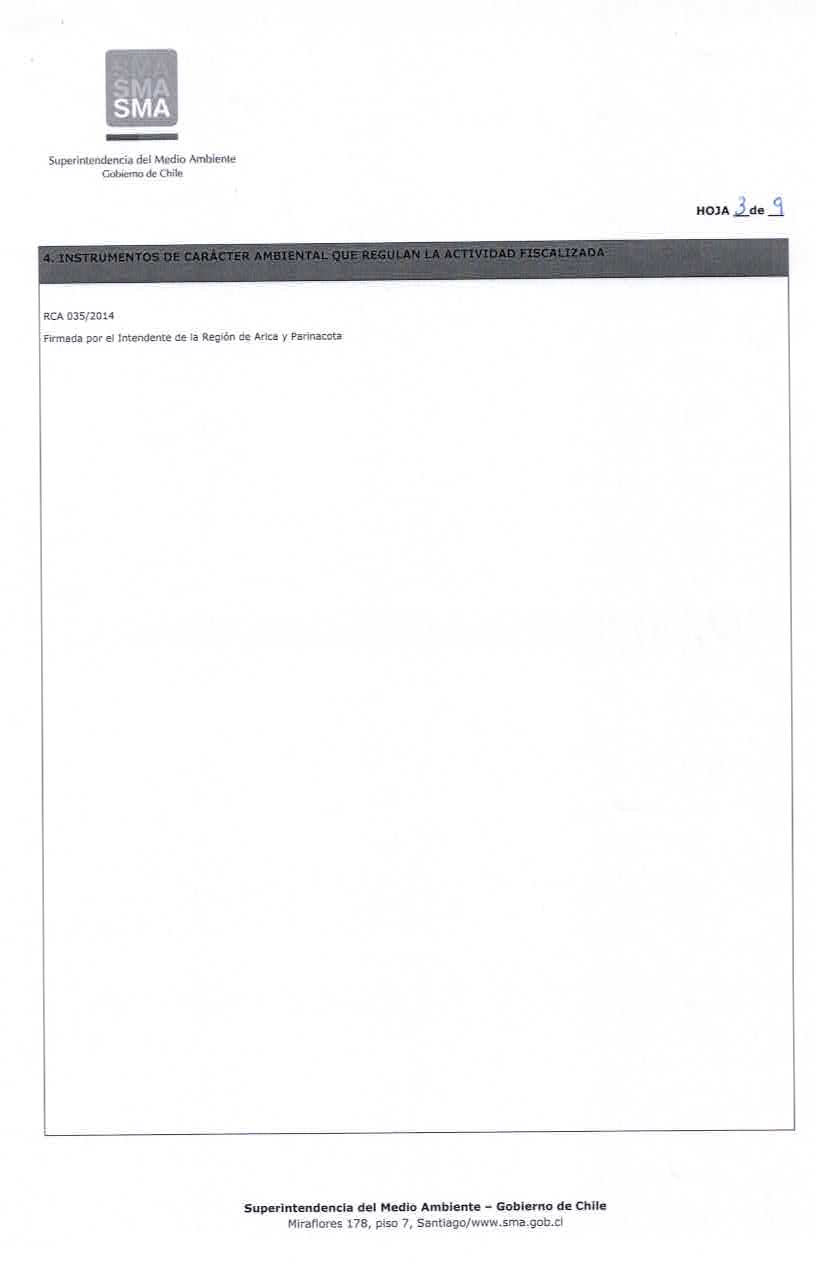 SMA
SMA
SMA
Superintendencia del Medio Ambiente
Gobierno de Chile
HOJA 3 de 9
4. INSTRUMENTOS DE CARÁCTER AMBIENTAL QUE REGULAN LA ACTIVIDAD FISCALIZADA
RCA 035/2014
Firmada por el Intendente de la Región de Arica y Parinacota
Superintendencia del Medio Ambiente – Gobierno de Chile
Miraflores 178, piso 7, Santiago/www.sma.gob.cl